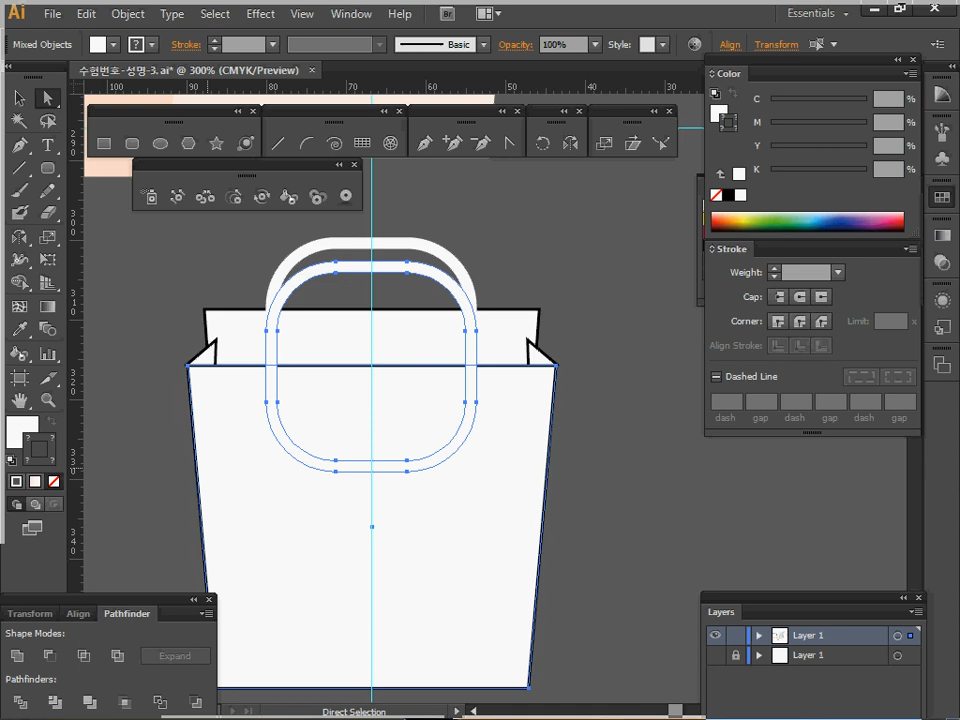 Ai File Edit Object Type Select Effect View Window Help Br Essentials
Mixed Objects ? Stroke: Basic Opacity: 100% Style: Align Transform
수험번호-성명-3.ai* @ 300% (CMYK/Preview) ×
100 90 80 70 60 50 40 30
Color
C %
M %
Y %
K %
Stroke
Weight:
Cap:
Corner: Limit: x
Align Stroke:
Dashed Line
dash gap dash gap dash gap
Transform Align Pathfinder
Shape Modes:
Expand
Pathfinders:
Layers
Layer 1
Layer 1
Direct Selection